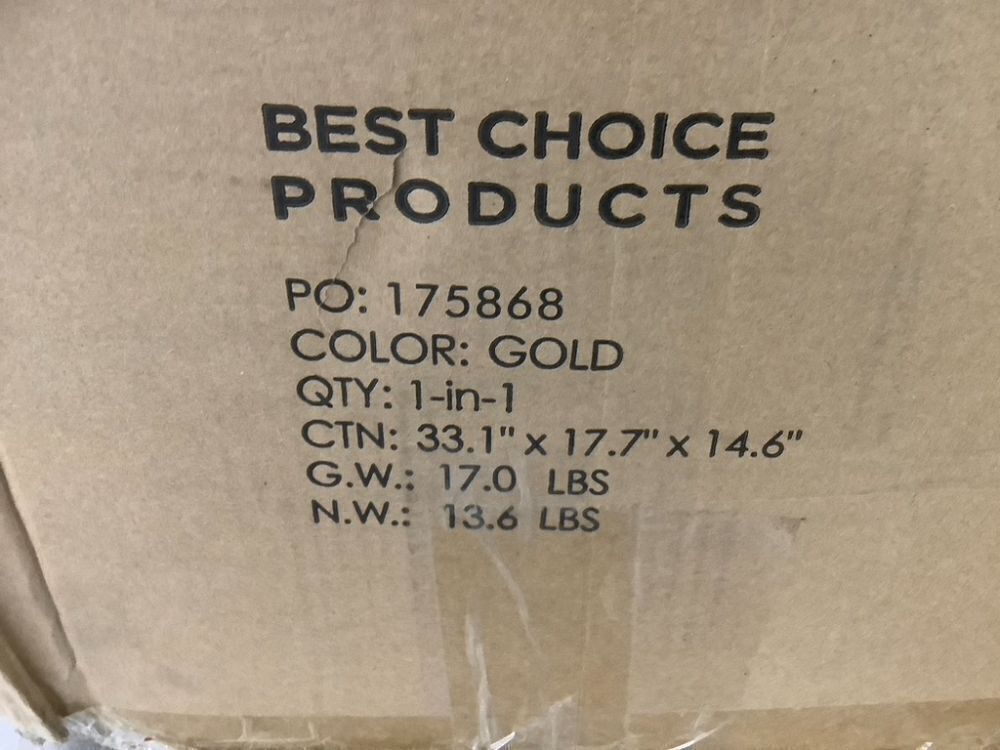 BEST CHOICE
PRODUCTS
PO: 175868
COLOR: GOLD
QTY: 1-in-1
CTN: 33.1" x 17.7" x 14.6"
G.W.: 17.0 LBS
N.W.: 13.6 LBS